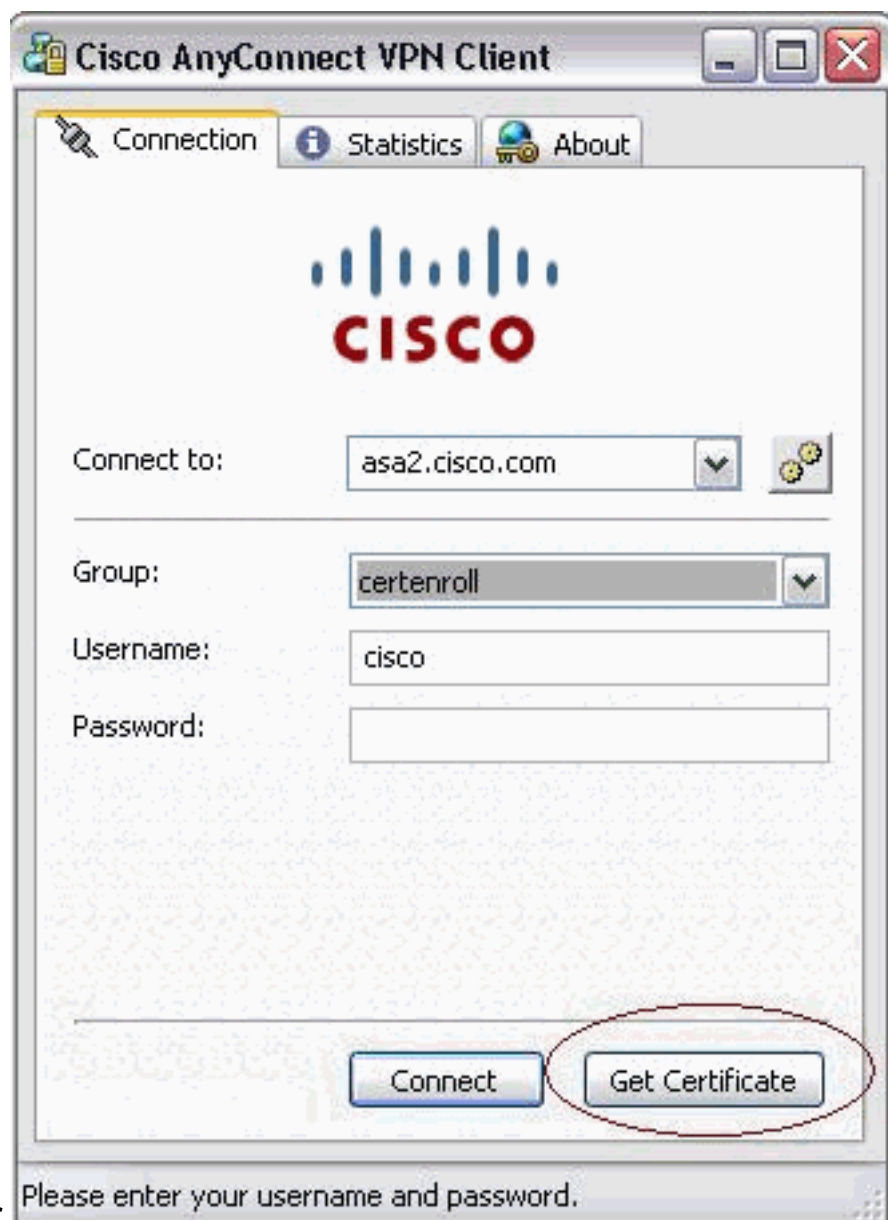 Cisco AnyConnect VPN Client
Connection Statistics About
CISCO
Connect to: asa2.cisco.com
Group: certenroll
Username: cisco
Password:
Connect Get Certificate
Please enter your username and password.